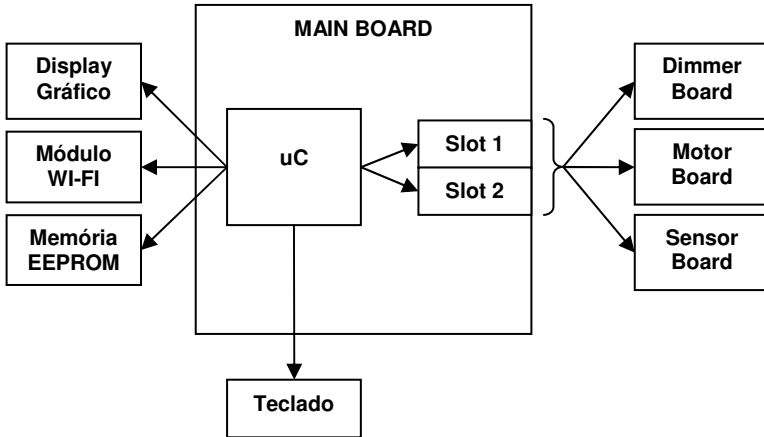 MAIN BOARD
Display
Gráfico
Módulo
WI-FI
Memória
EEPROM
uC
Slot 1
Slot 2
Dimmer
Board
Motor
Board
Sensor
Board
Teclado